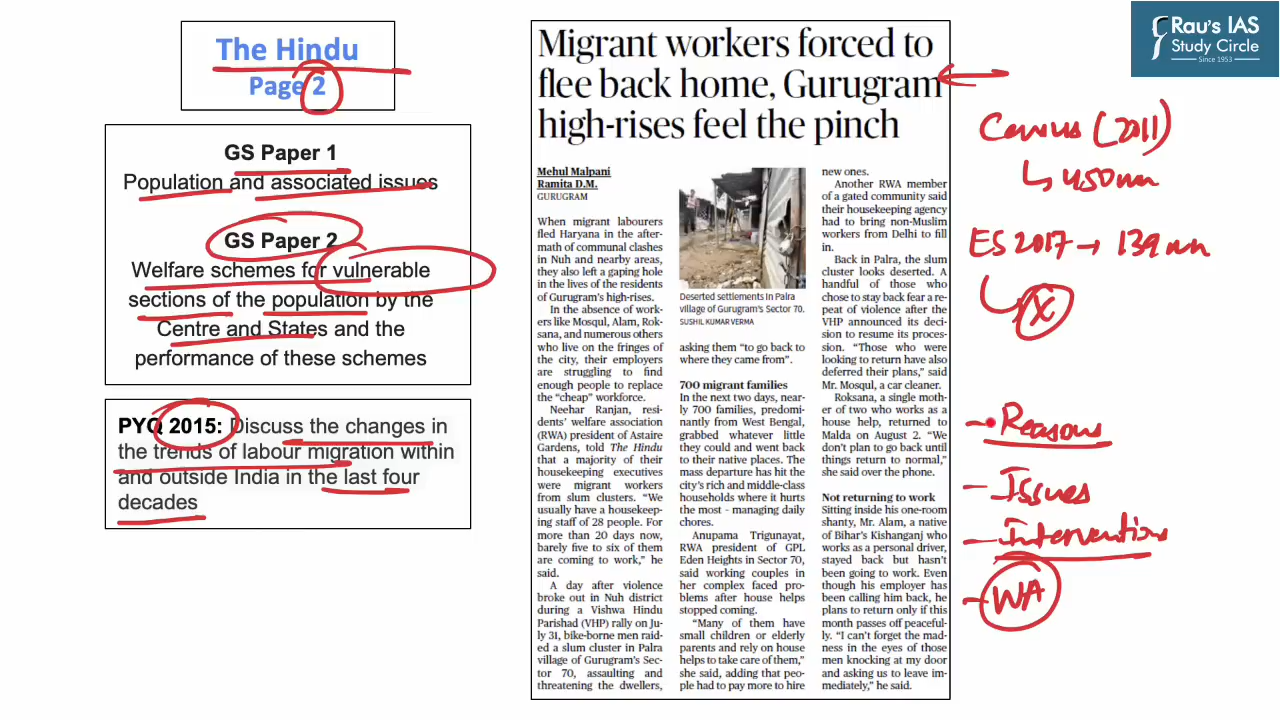 The Hindu
Page 2
GS Paper 1
Population and associated issues
GS Paper 2
Welfare schemes for vulnerable
sections of the population by the
Centre and States and the
performance of these schemes
PYQ 2015: Discuss the changes in
the trends of labour migration within
and outside India in the last four
decades
Migrant workers forced to
flee back home, Gurugram
high-rises feel the pinch
Mehul Malpani
Ramita D.M.
GURUGRAM
When migrant labourers
fled Haryana in the after-
math of communal clashes
in Nuh and nearby areas,
they also left a gaping hole
in the lives of the residents
of Gurugram's high-rises.
In the absence of work-
ers like Mosqul, Alam, Rok-
sana, and numerous others
who live on the fringes of
the city, their employers
are struggling to find
enough people to replace
the "cheap" workforce.
Neehar Ranjan, resi-
dents' welfare association
(RWA) president of Astaire
Gardens, told The Hindu
that a majority of their
housekeeping executives
were migrant workers
from slum clusters. "We
usually have a housekeep-
ing staff of 28 people. For
more than 20 days now,
barely five to six of them
are coming to work," he
said.
A day after violence
broke out in Nuh district
during a Vishwa Hindu
Parishad (VHP) rally on Ju-
ly 31, bike-borne men raid-
ed a slum cluster in Palra
village of Gurugram's Sec-
tor 70, assaulting and
threatening the dwellers,
Deserted settlements in Palra
village of Gurugram's Sector 70.
SUSHIL KUMAR VERMA
asking them "to go back to
where they came from".
700 migrant families
In the next two days, near-
ly 700 families, predomi-
nantly from West Bengal,
grabbed whatever little
they could and went back
to their native places. The
mass departure has hit the
city's rich and middle-class
households where it hurts
the most - managing daily
chores.
Anupama Trigunayat,
RWA president of GPL
Eden Heights in Sector 70,
said working couples in
her complex faced pro-
blems after house helps
stopped coming.
"Many of them have
small children or elderly
parents and rely on house
helps to take care of them,"
she said, adding that peo-
ple had to pay more to hire
new ones.
Another RWA member
of a gated community said
their housekeeping agency
had to bring non-Muslim
workers from Delhi to fill
in.
Back in Palra, the slum
cluster looks deserted. A
handful of those who
chose to stay back fear a re-
peat of violence after the
VHP announced its deci-
sion to resume its proces-
sion. "Those who were
looking to return have also
deferred their plans," said
Mr. Mosqul, a car cleaner.
Roksana, a single moth-
er of two who works as a
house help, returned to
Malda on August 2. "We
don't plan to go back until
things return to normal,"
she said over the phone.
Not returning to work
Sitting inside his one-room
shanty, Mr. Alam, a native
of Bihar's Kishanganj who
works as a personal driver,
stayed back but hasn't
been going to work. Even
though his employer has
been calling him back, he
plans to return only if this
month passes off peaceful-
ly. "I can't forget the mad-
ness in the eyes of those
men knocking at my door
and asking us to leave im-
mediately," he said.
Rau's IAS
Study Circle
Since 1953
Census (2011)
450mn
ES 2017 → 139 mn
X
- Reasons
- Issues
- Intervention
- WA